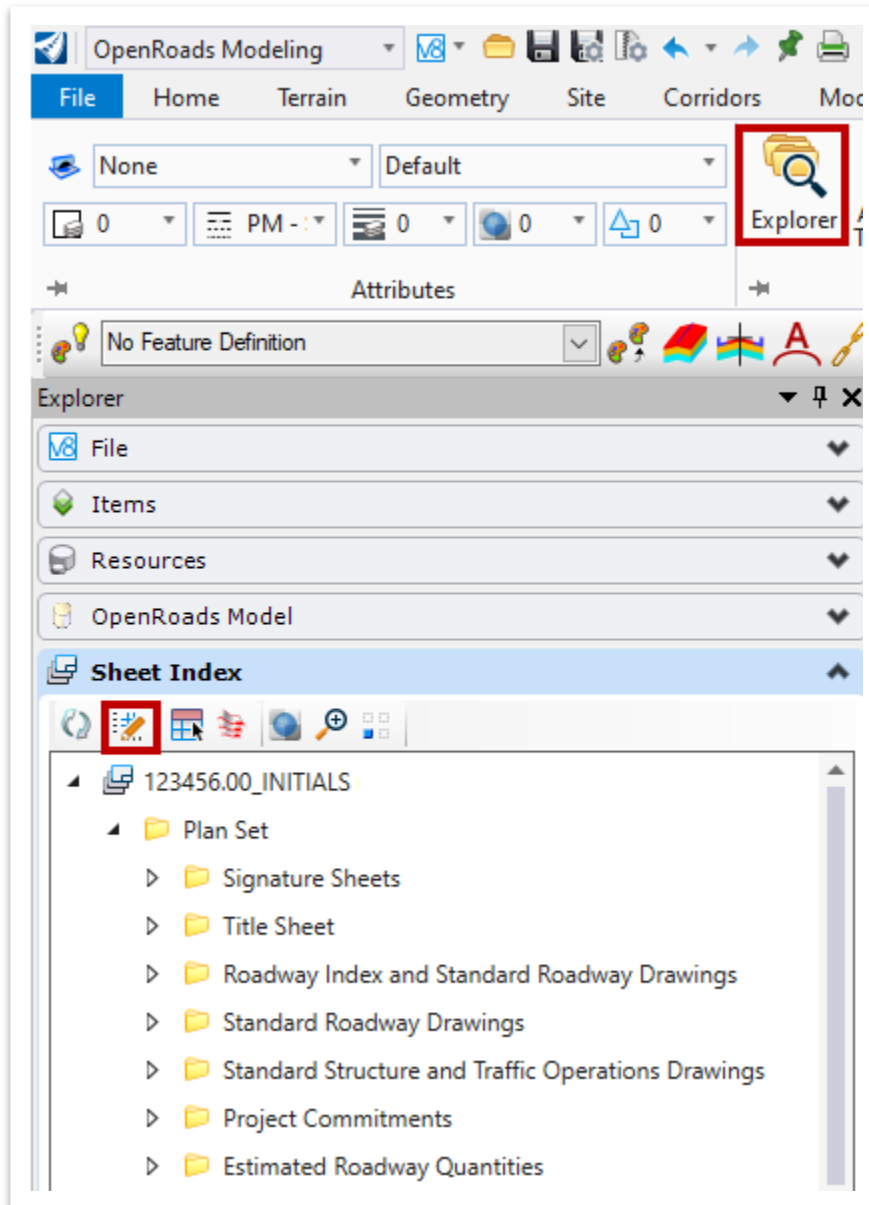 OpenRoads Modeling V8
File Home Terrain Geometry Site Corridors
None Default
0 PM - 0 0 0 Explorer
Attributes
No Feature Definition
Explorer
V8 File
Items
Resources
OpenRoads Model
Sheet Index
123456.00_INITIALS
Plan Set
Signature Sheets
Title Sheet
Roadway Index and Standard Roadway Drawings
Standard Roadway Drawings
Standard Structure and Traffic Operations Drawings
Project Commitments
Estimated Roadway Quantities